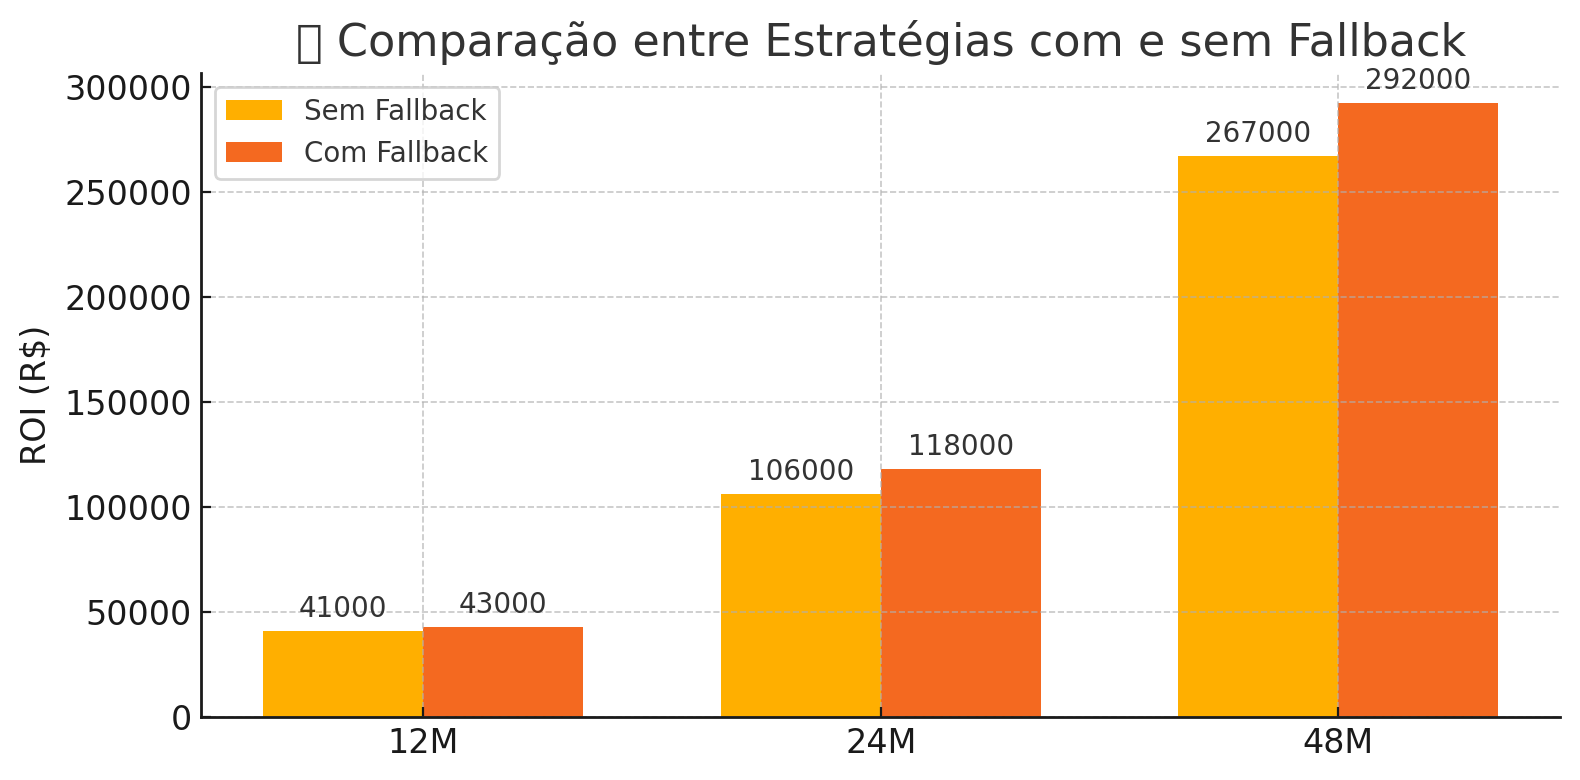 Comparação entre Estratégias com e sem Fallback
ROI (R$)
300000
250000
200000
150000
100000
50000
0
Sem Fallback
Com Fallback
41000
43000
106000
118000
267000
292000
12M
24M
48M